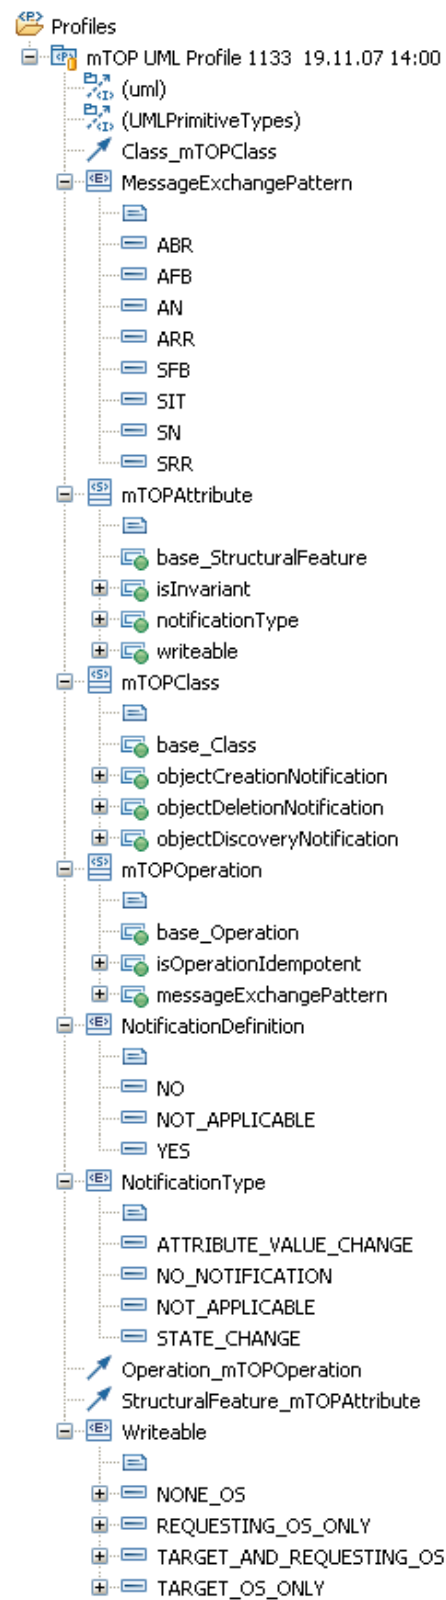 Profiles
mTOP UML Profile 1133 19.11.07 14:00
(uml)
(UMLPrimitiveTypes)
Class_mTOPClass
MessageExchangePattern
ABR
AFB
AN
ARR
SFB
SIT
SN
SRR
mTOPAttribute
base_StructuralFeature
isInvariant
notificationType
writeable
mTOPClass
base_Class
objectCreationNotification
objectDeletionNotification
objectDiscoveryNotification
mTOPOperation
base_Operation
isOperationIdempotent
messageExchangePattern
NotificationDefinition
NO
NOT_APPLICABLE
YES
NotificationType
ATTRIBUTE_VALUE_CHANGE
NO_NOTIFICATION
NOT_APPLICABLE
STATE_CHANGE
Operation_mTOPOperation
StructuralFeature_mTOPAttribute
Writeable
NONE_OS
REQUESTING_OS_ONLY
TARGET_AND_REQUESTING_OS
TARGET_OS_ONLY